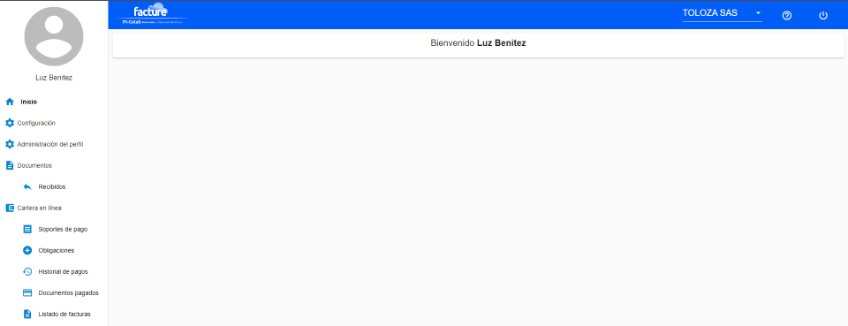 facture
TOLOZA SAS
Bienvenido Luz Benitez
Luz Benitez
Inicio
Configuración
Administración del perfil
Documentos
Recibidos
Cartera en línea
Soportes de pago
Obligaciones
Historial de pagos
Documentos pagados
Listado de facturas